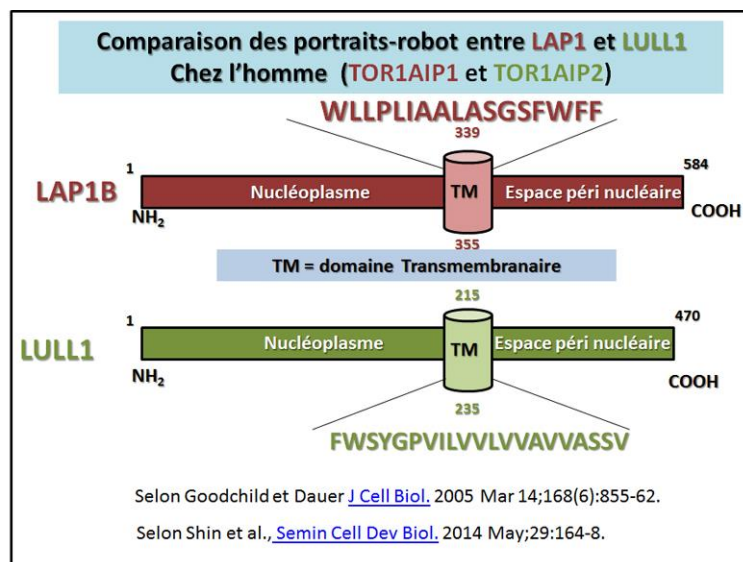 Comparaison des portraits-robot entre LAP1 et LULL1
Chez l'homme (TOR1AIP1 et TOR1AIP2)
WLLPLIAALASGSFWFF
339
1
584
LAP1B
Nucléoplasme
TM
Espace péri nucléaire
NH2
COOH
355
TM = domaine Transmembranaire
215
1
470
LULL1
Nucléoplasme
TM
Espace péri nucléaire
NH2
COOH
235
FWSYGPVILVVLVVAVVASSV
Selon Goodchild et Dauer J Cell Biol. 2005 Mar 14;168(6):855-62.
Selon Shin et al., Semin Cell Dev Biol. 2014 May;29:164-8.